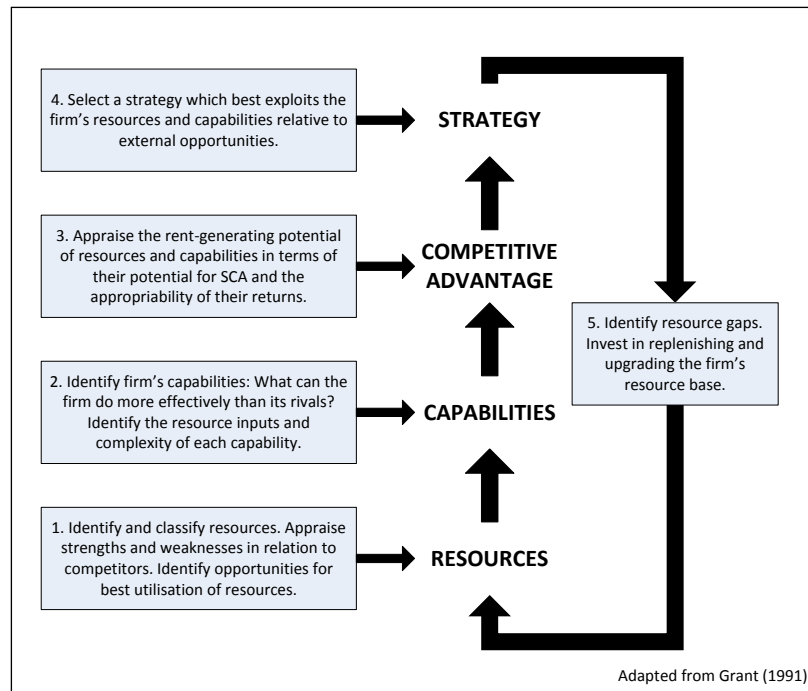 4. Select a strategy which best exploits the
firm's resources and capabilities relative to
external opportunities.
STRATEGY
3. Appraise the rent-generating potential
of resources and capabilities in terms of
their potential for SCA and the
appropriability of their returns.
COMPETITIVE
ADVANTAGE
5. Identify resource gaps.
Invest in replenishing and
upgrading the firm's
resource base.
2. Identify firm's capabilities: What can the
firm do more effectively than its rivals?
Identify the resource inputs and
complexity of each capability.
CAPABILITIES
1. Identify and classify resources. Appraise
strengths and weaknesses in relation to
competitors. Identify opportunities for
best utilisation of resources.
RESOURCES
Adapted from Grant (1991)